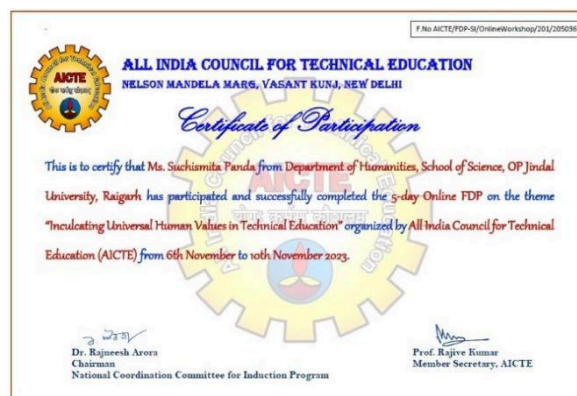 F.No AICTE/FDP-SI/OnlineWorkshop/201/205036
AICTE
ALL INDIA COUNCIL FOR TECHNICAL EDUCATION
NELSON MANDELA MARG, VASANT KUNJ, NEW DELHI
Certificate of Participation
This is to certify that Ms. Suchismita Panda from Department of Humanities, School of Science, OP Jindal
University, Raigarh has participated and successfully completed the 5-day Online FDP on the theme
“Inculcating Universal Human Values in Technical Education” organized by All India Council for Technical
Education (AICTE) from 6th November to 10th November 2023.
Dr. Rajneesh Arora
Chairman
National Coordination Committee for Induction Program
Prof. Rajive Kumar
Member Secretary, AICTE